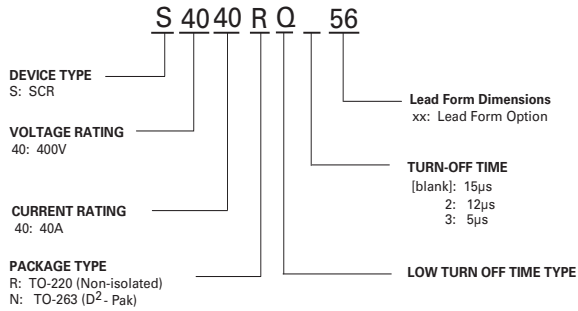 S 40 40 R Q _ 56
DEVICE TYPE
S: SCR
VOLTAGE RATING
40: 400V
CURRENT RATING
40: 40A
PACKAGE TYPE
R: TO-220 (Non-isolated)
N: TO-263 (D²- Pak)
Lead Form Dimensions
xx: Lead Form Option
TURN-OFF TIME
[blank]: 15µs
2: 12µs
3: 5µs
LOW TURN OFF TIME TYPE